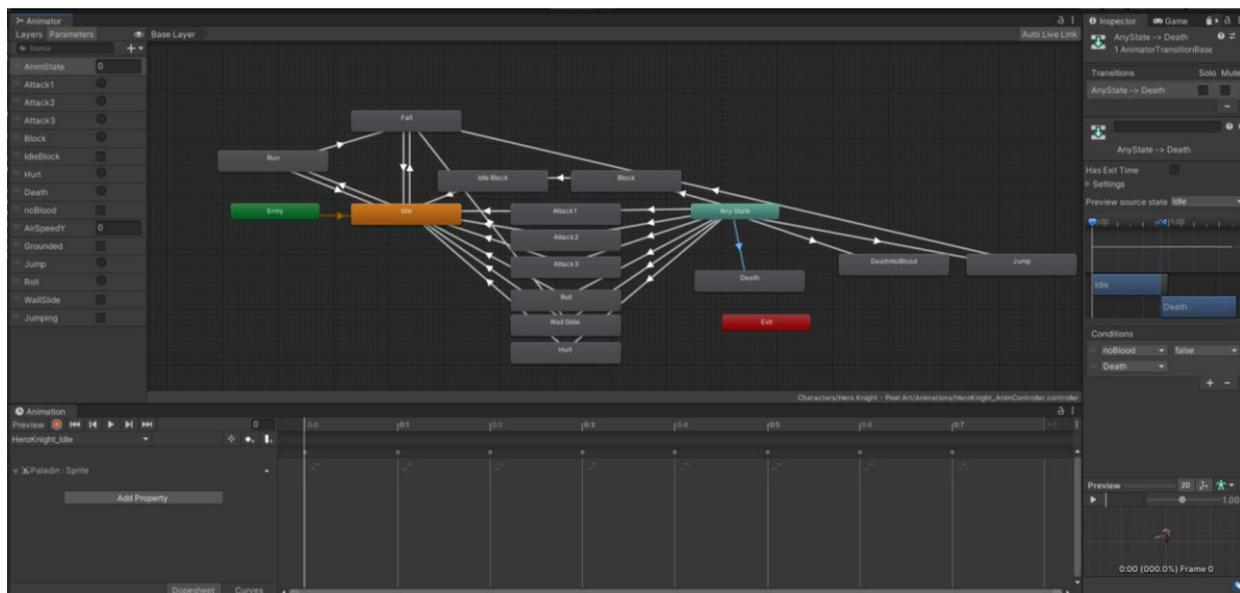 Animator
Layers Parameters
Base Layer
Auto Live Link
Name
AnimState 0
Attack1
Attack2
Attack3
Block
IdleBlock
Hurt
Death
noBlood
AirSpeedY 0
Grounded
Jump
Roll
WallSlide
Jumping
Fall
Run
Idle Block
Block
Entry
Idle
Attack1
Any State
Attack2
Attack3
DeathNoBlood
Jump
Death
Roll
Wall Slide
Exit
Hurt
Characters/Hero Knight - Pixel Art/Animations/HeroKnight_AnimController.controller
Inspector Game
AnyState -> Death
1 AnimatorTransitionBase
Transitions Solo Mute
AnyState -> Death
AnyState -> Death
Has Exit Time
Settings
Preview source state Idle
Idle
Death
Conditions
noBlood false
Death
Animation
Preview 0
HeroKnight_Idle
Paladin : Sprite
Add Property
Dopesheet Curves
Preview 2D
1.00
0:00 (000.0%) Frame 0